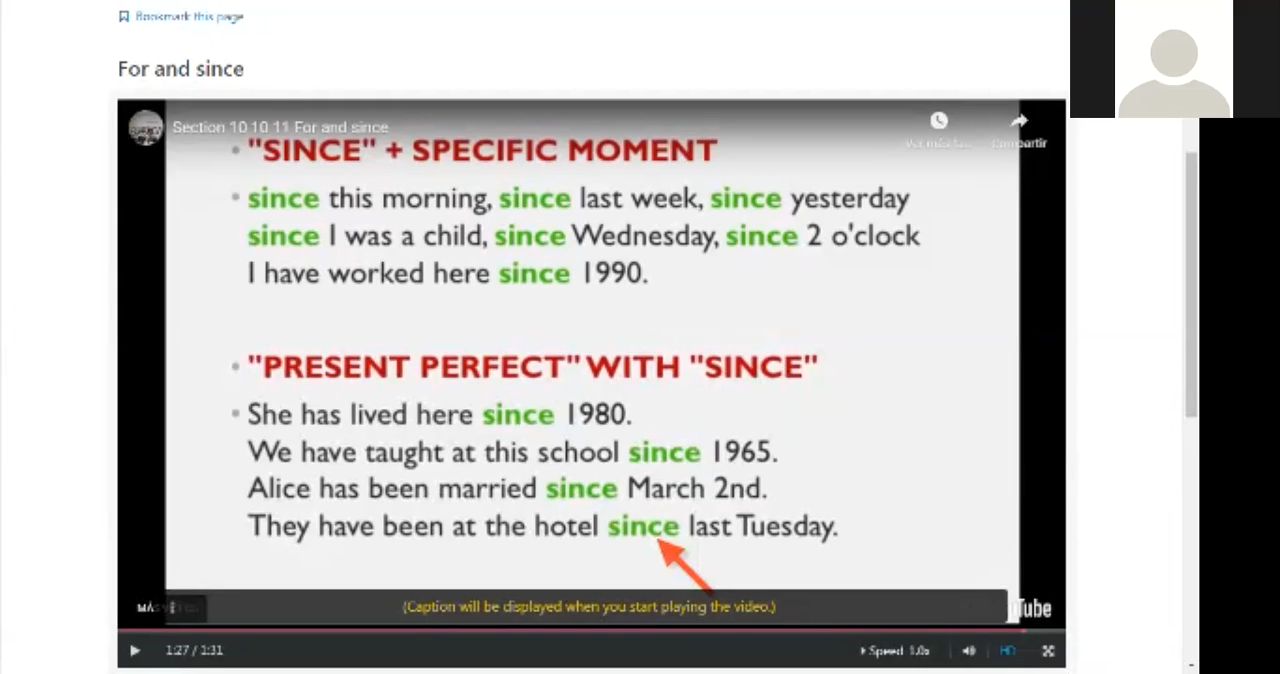 Bookmark this page
For and since
Section 10 10 11 For and since
"SINCE" + SPECIFIC MOMENT
Compartir
since this morning, since last week, since yesterday
since I was a child, since Wednesday, since 2 o'clock
I have worked here since 1990.
"PRESENT PERFECT" WITH "SINCE"
She has lived here since 1980.
We have taught at this school since 1965.
Alice has been married since March 2nd.
They have been at the hotel since last Tuesday.
(Caption will be displayed when you start playing the video.)
uTube
1:27 / 1:31
Speed 1.0x
HD